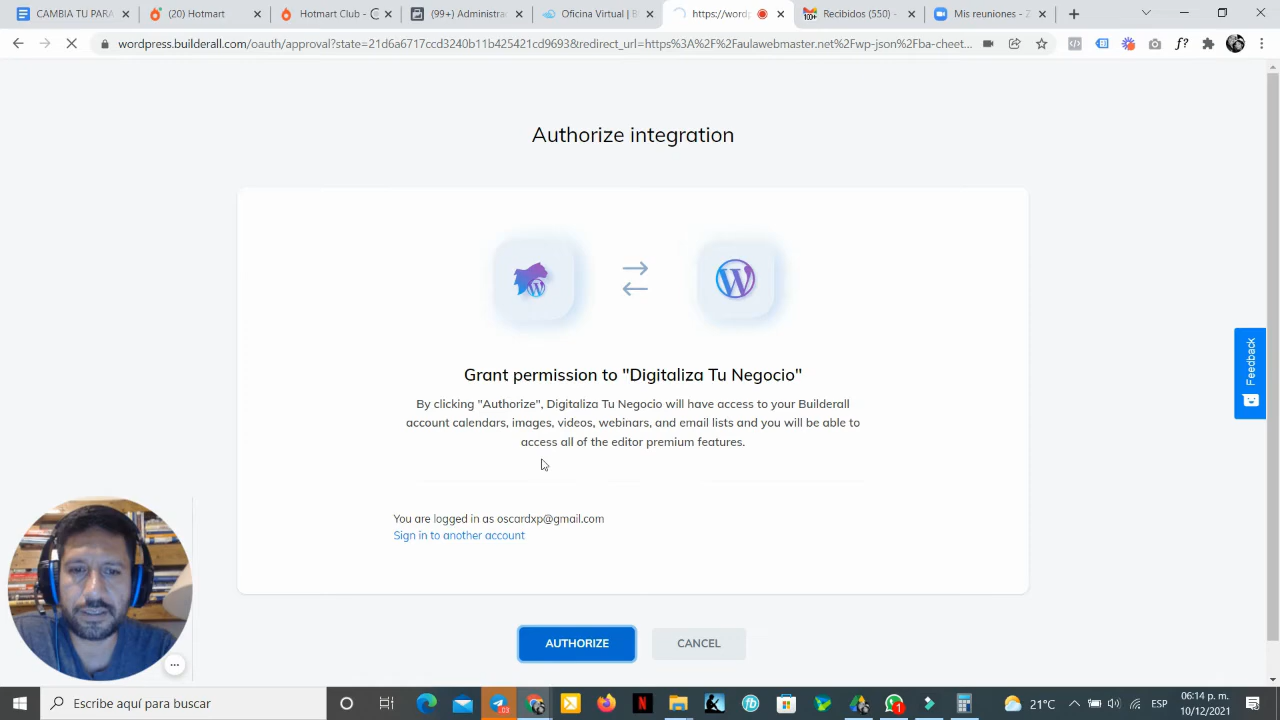 CAMBIA TU PARA
(20) Hotmart
Hotmart Club - C
(99+) Administra
Oficina Virtual | B
https://wordp
Recibidos (550) -
Mis reuniones - Z
wordpress.builderall.com/oauth/approval?state=21d6a6717cd3240b11b425421cd9693&redirect_url=https%3A%2F%2Faulawebmaster.net%2Fwp-json%2Fba-cheet...
Authorize integration
Grant permission to "Digitaliza Tu Negocio"
By clicking "Authorize", Digitaliza Tu Negocio will have access to your Builderall
account calendars, images, videos, webinars, and email lists and you will be able to
access all of the editor premium features.
You are logged in as oscardxp@gmail.com
Sign in to another account
AUTHORIZE
CANCEL
Feedback
Escribe aquí para buscar
21°C
ESP
06:14 p. m.
10/12/2021